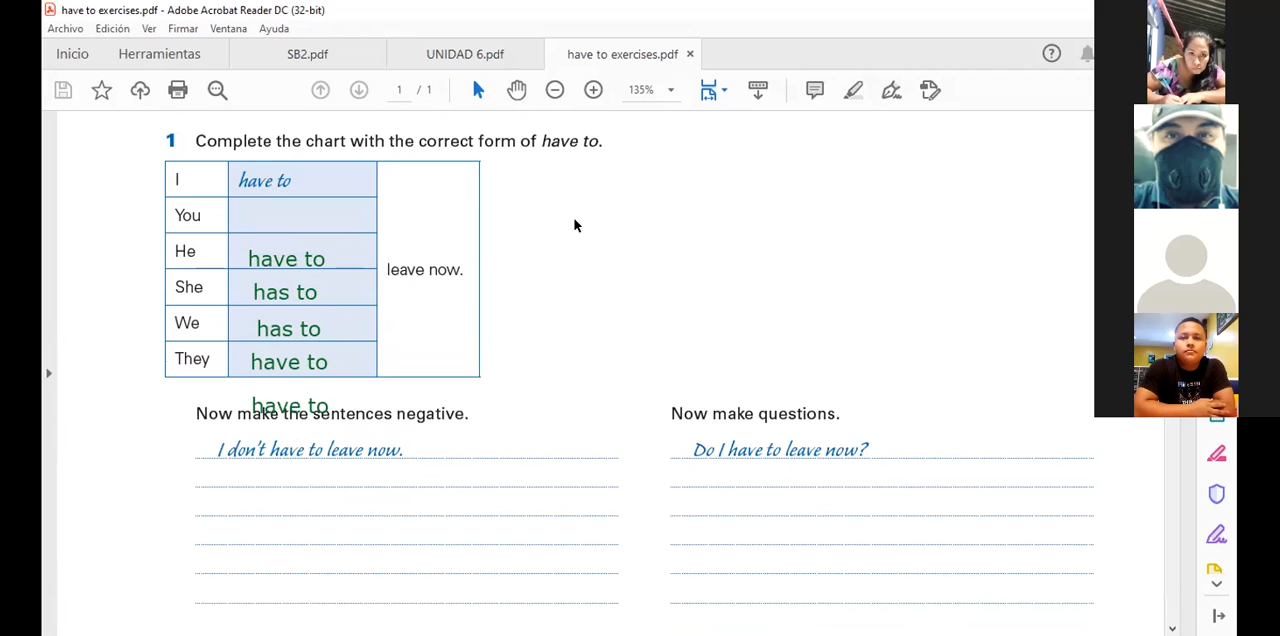 have to exercises.pdf - Adobe Acrobat Reader DC (32-bit)
Archivo Edición Ver Firmar Ventana Ayuda
Inicio Herramientas SB2.pdf UNIDAD 6.pdf have to exercises.pdf ×
1 / 1 135%
1 Complete the chart with the correct form of have to.
I have to
You
He have to
She has to
We has to
They have to
leave now.
have to
Now make the sentences negative.
I don't have to leave now.
Now make questions.
Do I have to leave now?